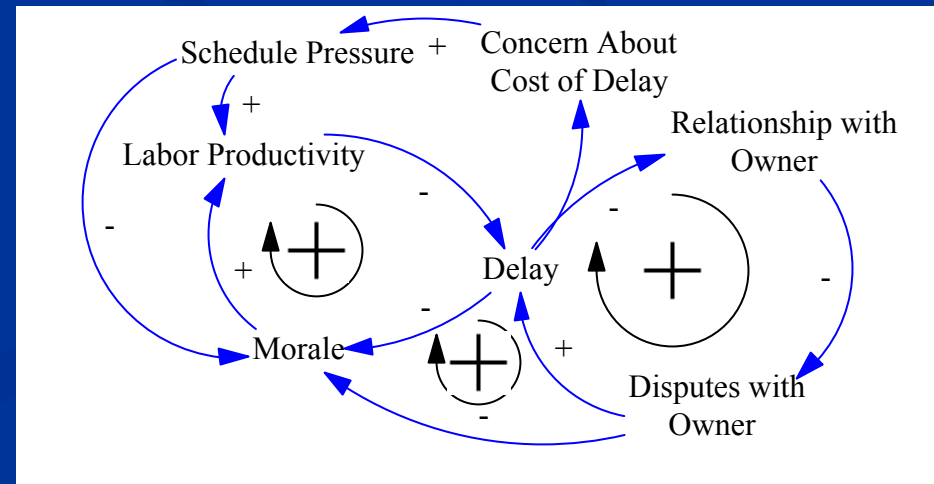 Schedule Pressure
+
Concern About
Cost of Delay
+
Relationship with
Owner
Labor Productivity
-
-
-
+
+
Delay
-
-
+
Morale
+
+
Disputes with
Owner
-